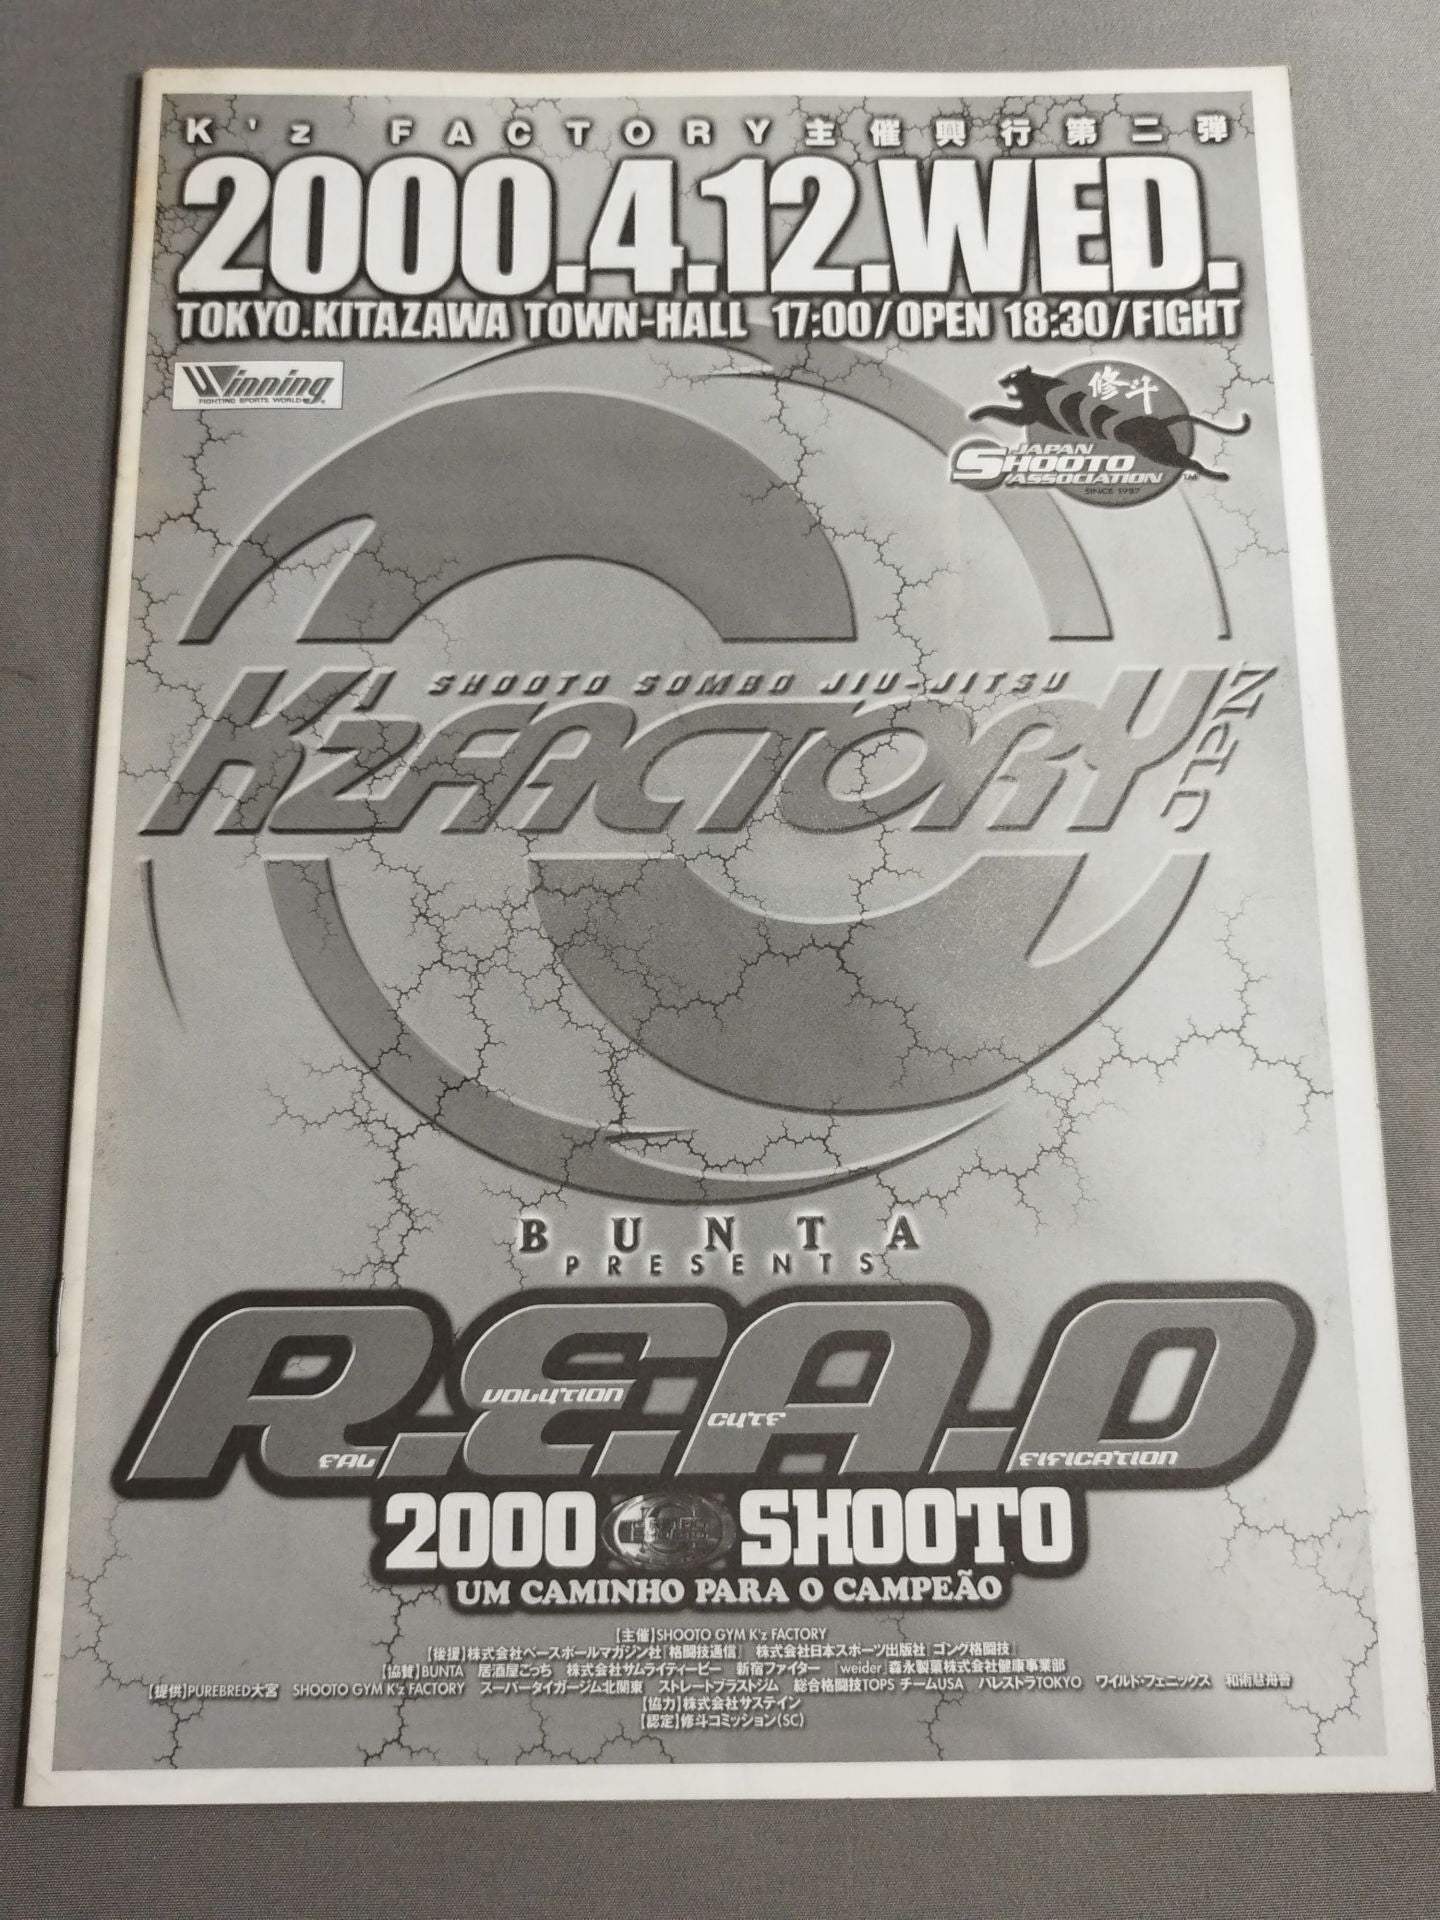 K'z FACTORY主催興行第二弾
2000.4.12.WED.
TOKYO.KITAZAWA TOWN-HALL 17:00/OPEN 18:30/FIGHT
Winning
FIGHTING SPORTS WORLD
修斗
JAPAN
SHOOTO
ASSOCIATION
SINCE 1987
SHOOTO SOMBO JIU-JITSU
K'z FACTORY
BUNTA
PRESENTS
R.E.A.D
EAL
VOLUTION
CUTE
EIFICATION
2000 SHOOTO
UM CAMINHO PARA O CAMPEÃO
【主催】SHOOTO GYM K'z FACTORY
【後援】株式会社ベースボールマガジン社『格闘技通信』 株式会社日本スポーツ出版社『ゴング格闘技』
【協賛】BUNTA 居酒屋ごっち 株式会社サムライティービー 新宿ファイター 『weider』森永製菓株式会社健康事業部
【提供】PUREBRED大宮 SHOOTO GYM K'z FACTORY スーパータイガージム北関東 ストレートブラストジム 総合格闘技TOPS チームUSA パレストラTOKYO ワイルド・フェニックス 和術慧舟會
【協力】株式会社サステイン
【認定】修斗コミッション(SC)